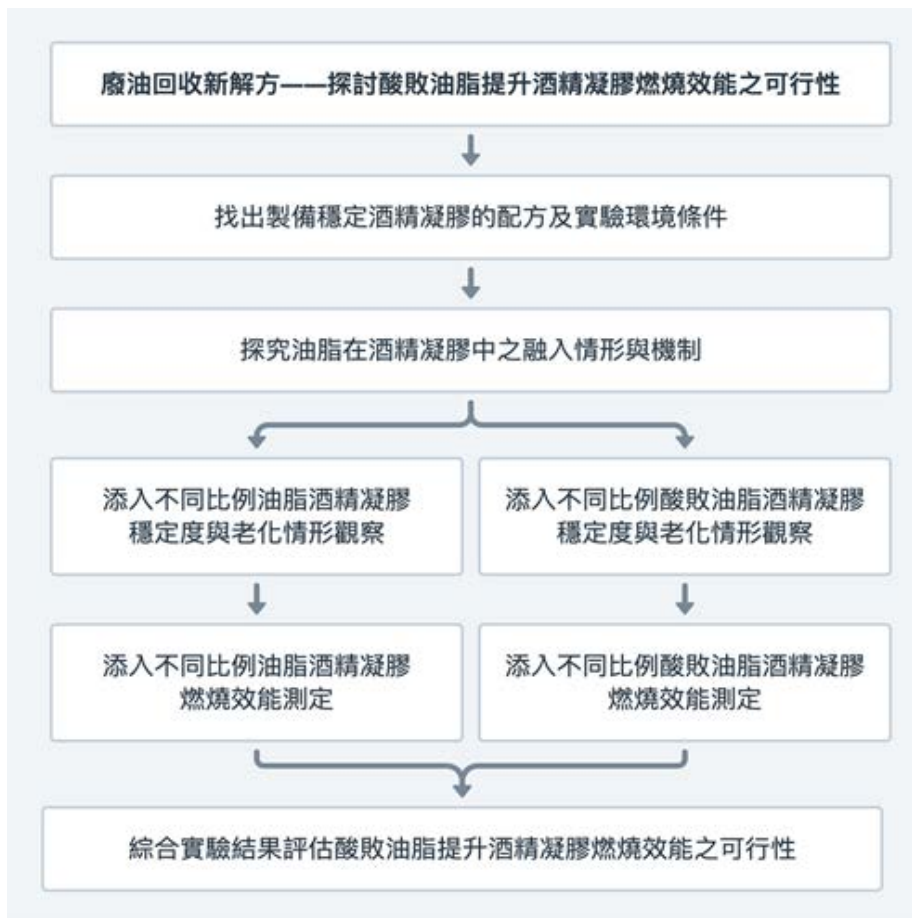 廢油回收新解方——探討酸敗油脂提升酒精凝膠燃燒效能之可行性
找出製備穩定酒精凝膠的配方及實驗環境條件
探究油脂在酒精凝膠中之融入情形與機制
添入不同比例油脂酒精凝膠
穩定度與老化情形觀察
添入不同比例酸敗油脂酒精凝膠
穩定度與老化情形觀察
添入不同比例油脂酒精凝膠
燃燒效能測定
添入不同比例酸敗油脂酒精凝膠
燃燒效能測定
綜合實驗結果評估酸敗油脂提升酒精凝膠燃燒效能之可行性